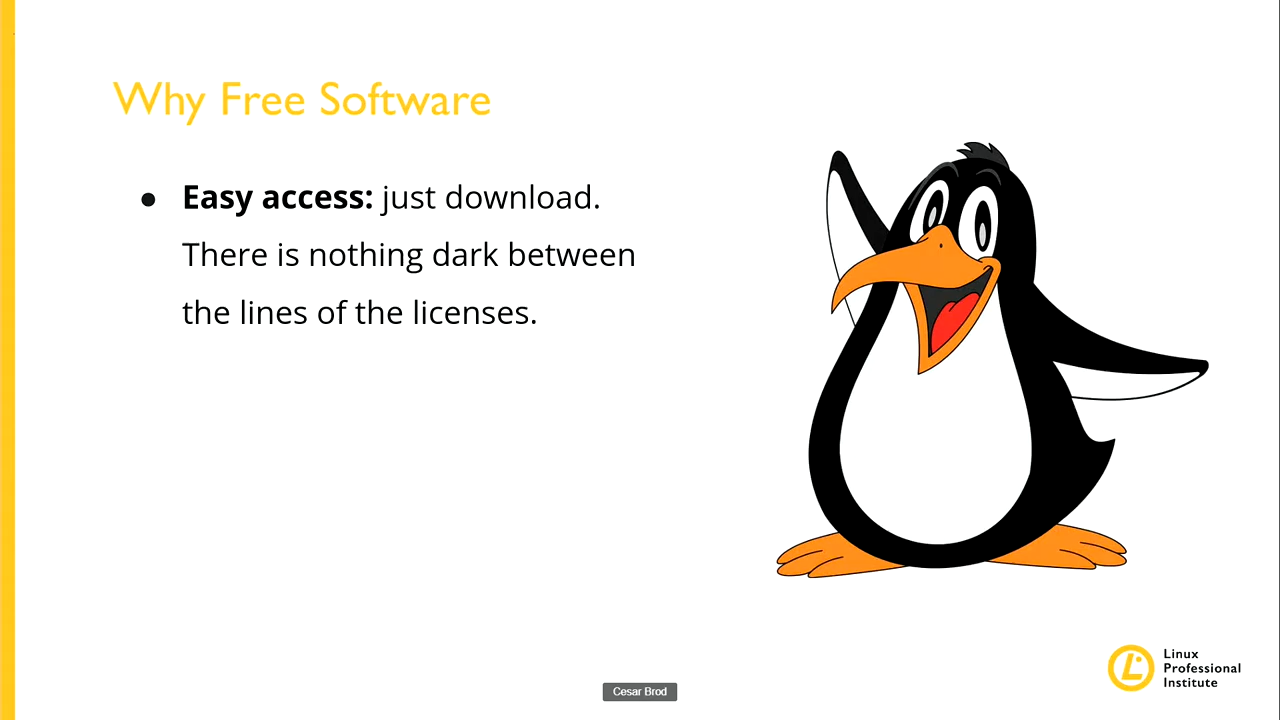 Why Free Software
● Easy access: just download.
There is nothing dark between
the lines of the licenses.
Linux
Professional
Institute
Cesar Brod